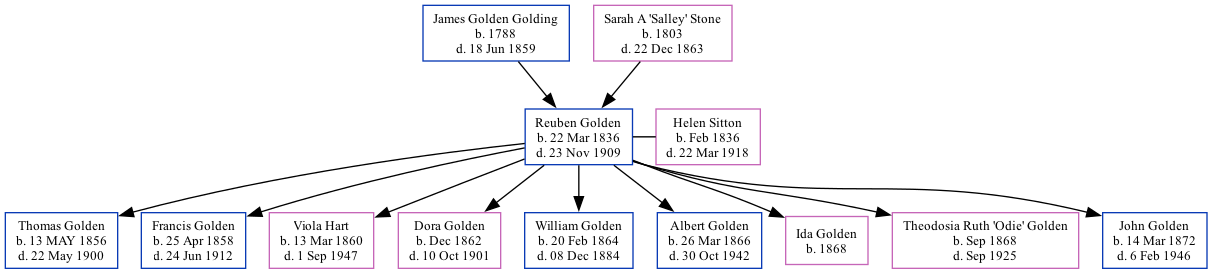 James Golden Golding
b. 1788
d. 18 Jun 1859
Sarah A 'Salley' Stone
b. 1803
d. 22 Dec 1863
Reuben Golden
b. 22 Mar 1836
d. 23 Nov 1909
Helen Sitton
b. Feb 1836
d. 22 Mar 1918
Thomas Golden
b. 13 MAY 1856
d. 22 May 1900
Francis Golden
b. 25 Apr 1858
d. 24 Jun 1912
Viola Hart
b. 13 Mar 1860
d. 1 Sep 1947
Dora Golden
b. Dec 1862
d. 10 Oct 1901
William Golden
b. 20 Feb 1864
d. 08 Dec 1884
Albert Golden
b. 26 Mar 1866
d. 30 Oct 1942
Ida Golden
b. 1868
Theodosia Ruth 'Odie' Golden
b. Sep 1868
d. Sep 1925
John Golden
b. 14 Mar 1872
d. 6 Feb 1946